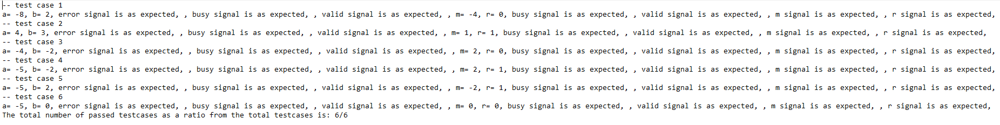 -- test case 1
a= -8, b= 2, error signal is as expected, , busy signal is as expected, , valid signal is as expected, , m= -4, r= 0, busy signal is as expected, , valid signal is as expected, , m signal is as expected, , r signal is as expected,
-- test case 2
a= 4, b= 3, error signal is as expected, , busy signal is as expected, , valid signal is as expected, , m= 1, r= 1, busy signal is as expected, , valid signal is as expected, , m signal is as expected, , r signal is as expected,
-- test case 3
a= -4, b= -2, error signal is as expected, , busy signal is as expected, , valid signal is as expected, , m= 2, r= 0, busy signal is as expected, , valid signal is as expected, , m signal is as expected, , r signal is as expected,
-- test case 4
a= -5, b= -2, error signal is as expected, , busy signal is as expected, , valid signal is as expected, , m= 2, r= 1, busy signal is as expected, , valid signal is as expected, , m signal is as expected, , r signal is as expected,
-- test case 5
a= -5, b= 2, error signal is as expected, , busy signal is as expected, , valid signal is as expected, , m= -2, r= 1, busy signal is as expected, , valid signal is as expected, , m signal is as expected, , r signal is as expected,
-- test case 6
a= -5, b= 0, error signal is as expected, , busy signal is as expected, , valid signal is as expected, , m= 0, r= 0, busy signal is as expected, , valid signal is as expected, , m signal is as expected, , r signal is as expected,
The total number of passed testcases as a ratio from the total testcases is: 6/6